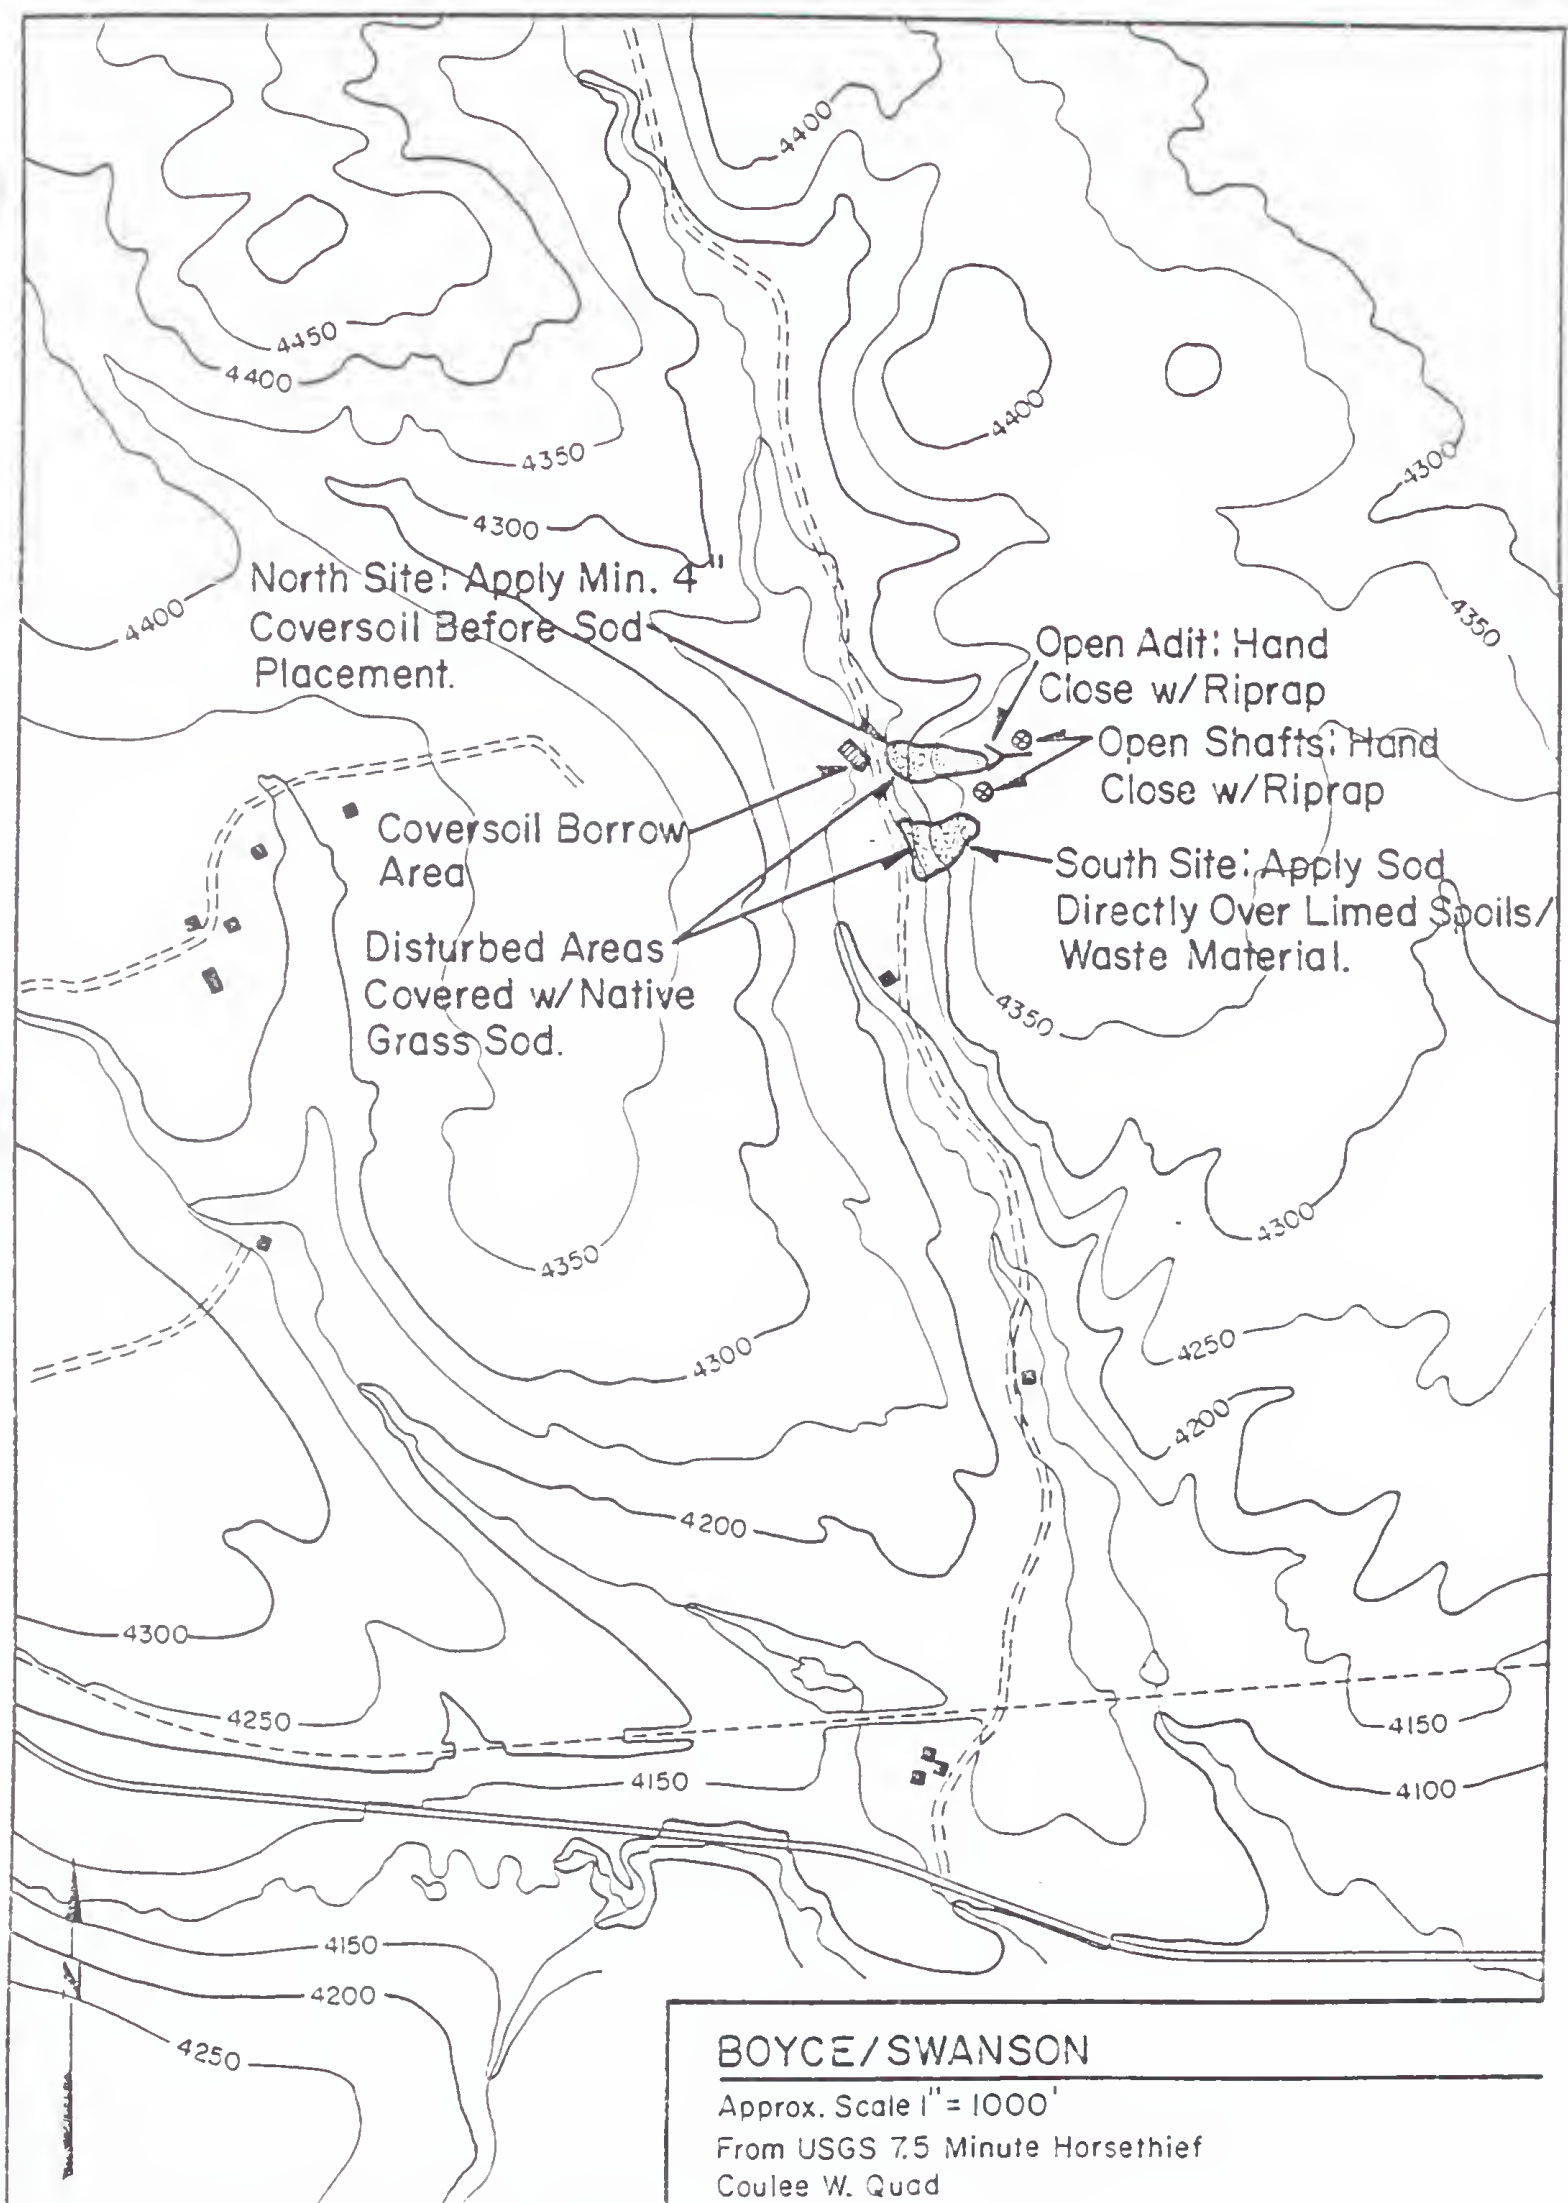 4400
4450
4400
4400
4350
4300
4300
North Site: Apply Min. 4"
Coversoil Before Sod
Placement.
4400
4350
Open Adit: Hand
Close w/Riprap
Open Shafts: Hand
Close w/Riprap
Coversoil Borrow
Area
South Site: Apply Sod
Directly Over Limed Spoils/
Waste Material.
Disturbed Areas
Covered w/Native
Grass Sod.
4350
4300
4350
4300
4250
4200
4200
4300
4250
4150
4150
4100
4150
4200
4250
BOYCE/SWANSON
Approx. Scale 1" = 1000'
From USGS 7.5 Minute Horsethief
Coulee W. Quad